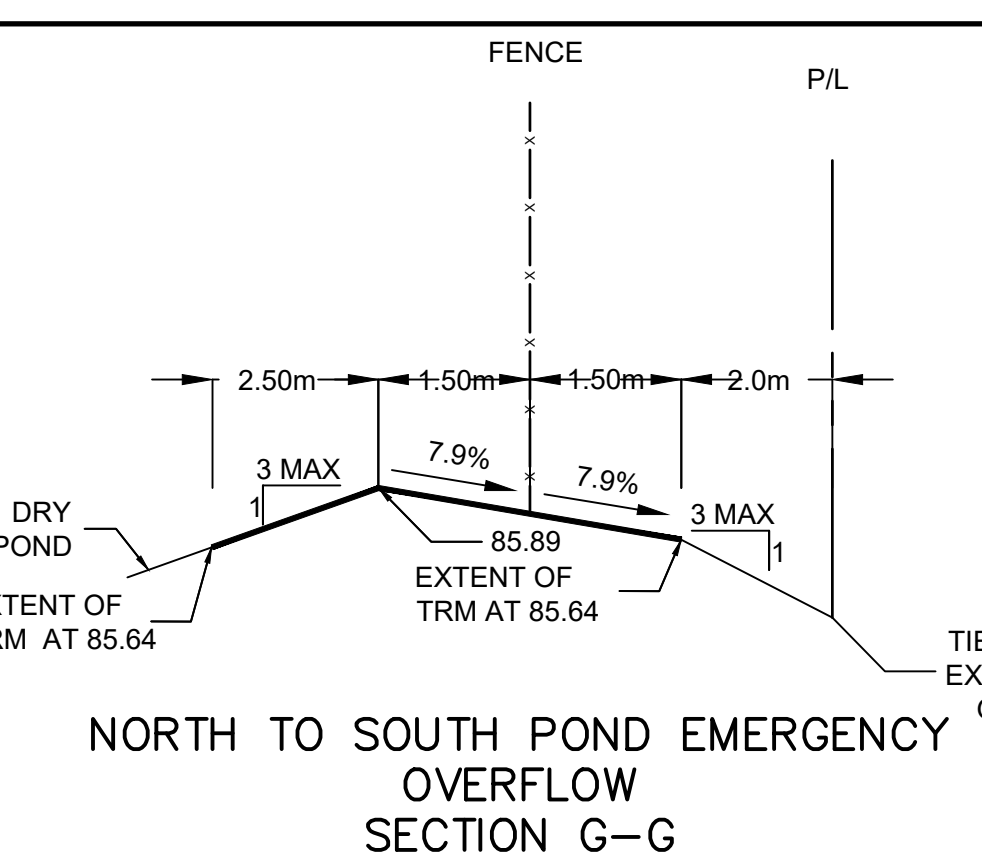 FENCE
P/L
2.50m
1.50m
1.50m
2.0m
7.9%
7.9%
3 MAX
1
3 MAX
1
DRY
POND
85.89
EXTENT OF
TRM AT 85.64
AT 85.64
NORTH TO SOUTH POND EMERGENCY
OVERFLOW
SECTION G-G